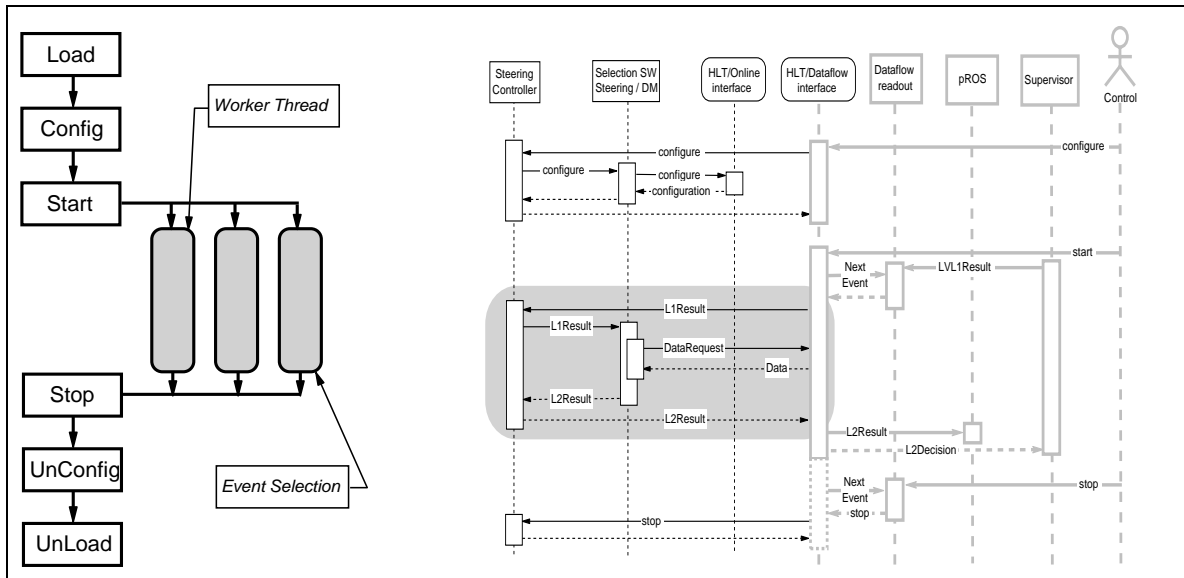 Load
Config
Start
Worker Thread
Stop
UnConfig
UnLoad
Event Selection
Steering
Controller
Selection SW
Steering / DM
HLT/Online
interface
HLT/Dataflow
interface
Dataflow
readout
pROS
Supervisor
Control
configure
configure
configure
configure
configuration
start
Next
Event
LVL1Result
L1Result
L1Result
DataRequest
Data
L2Result
L2Result
L2Result
L2Decision
Next
Event
stop
stop
stop